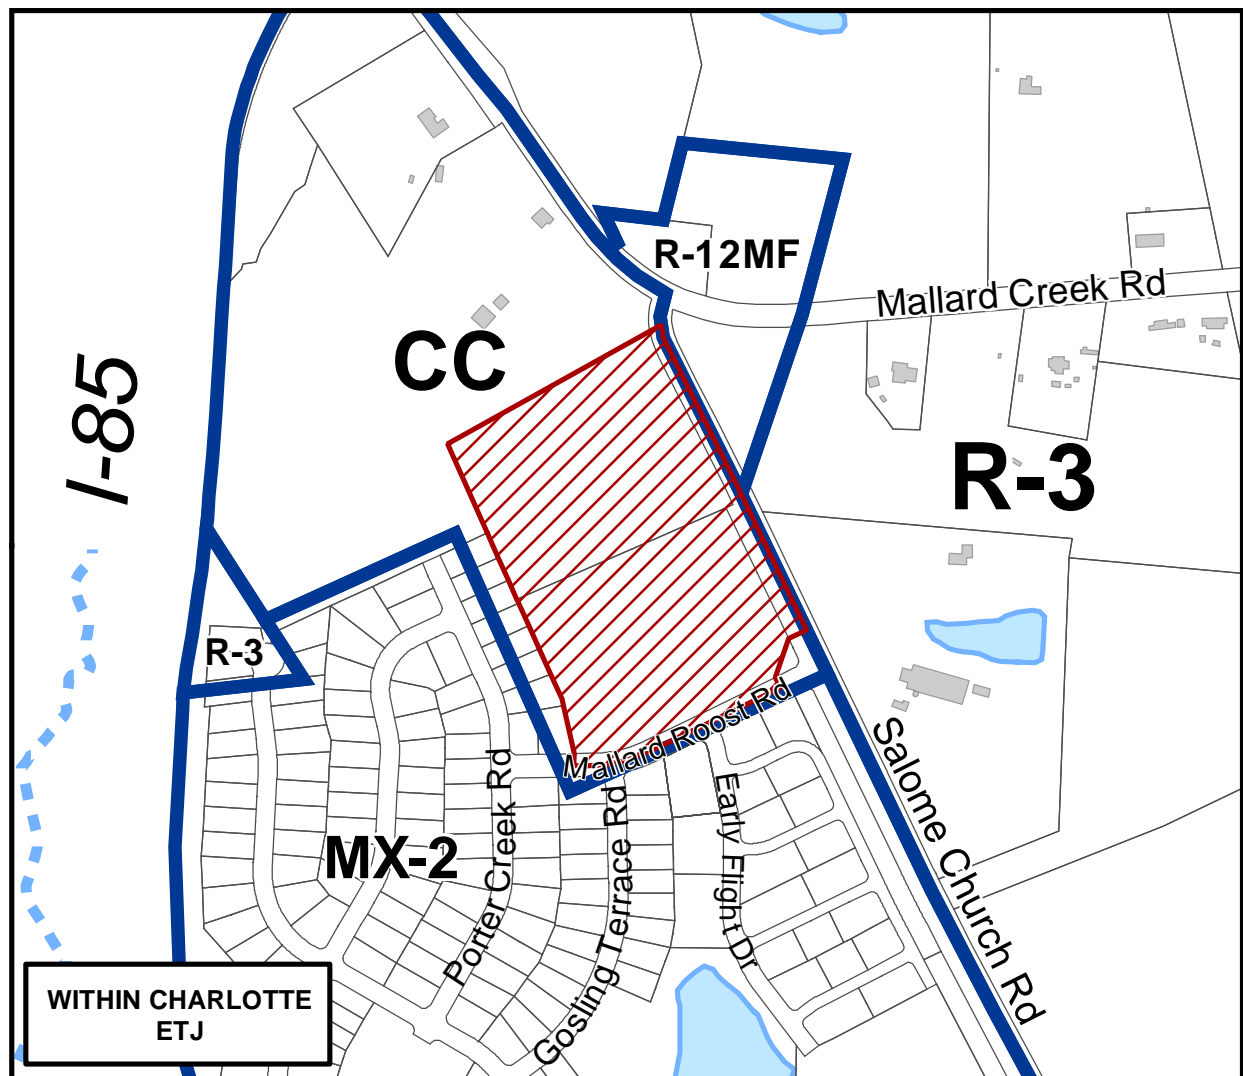 R-12MF
Mallard Creek Rd
CC
I-85
R-3
R-3
Mallard Roost Rd
Salome Church Rd
Porter Creek Rd
Early Flight Dr
Gosling Terrace Rd
MX-2
WITHIN CHARLOTTE
ETJ